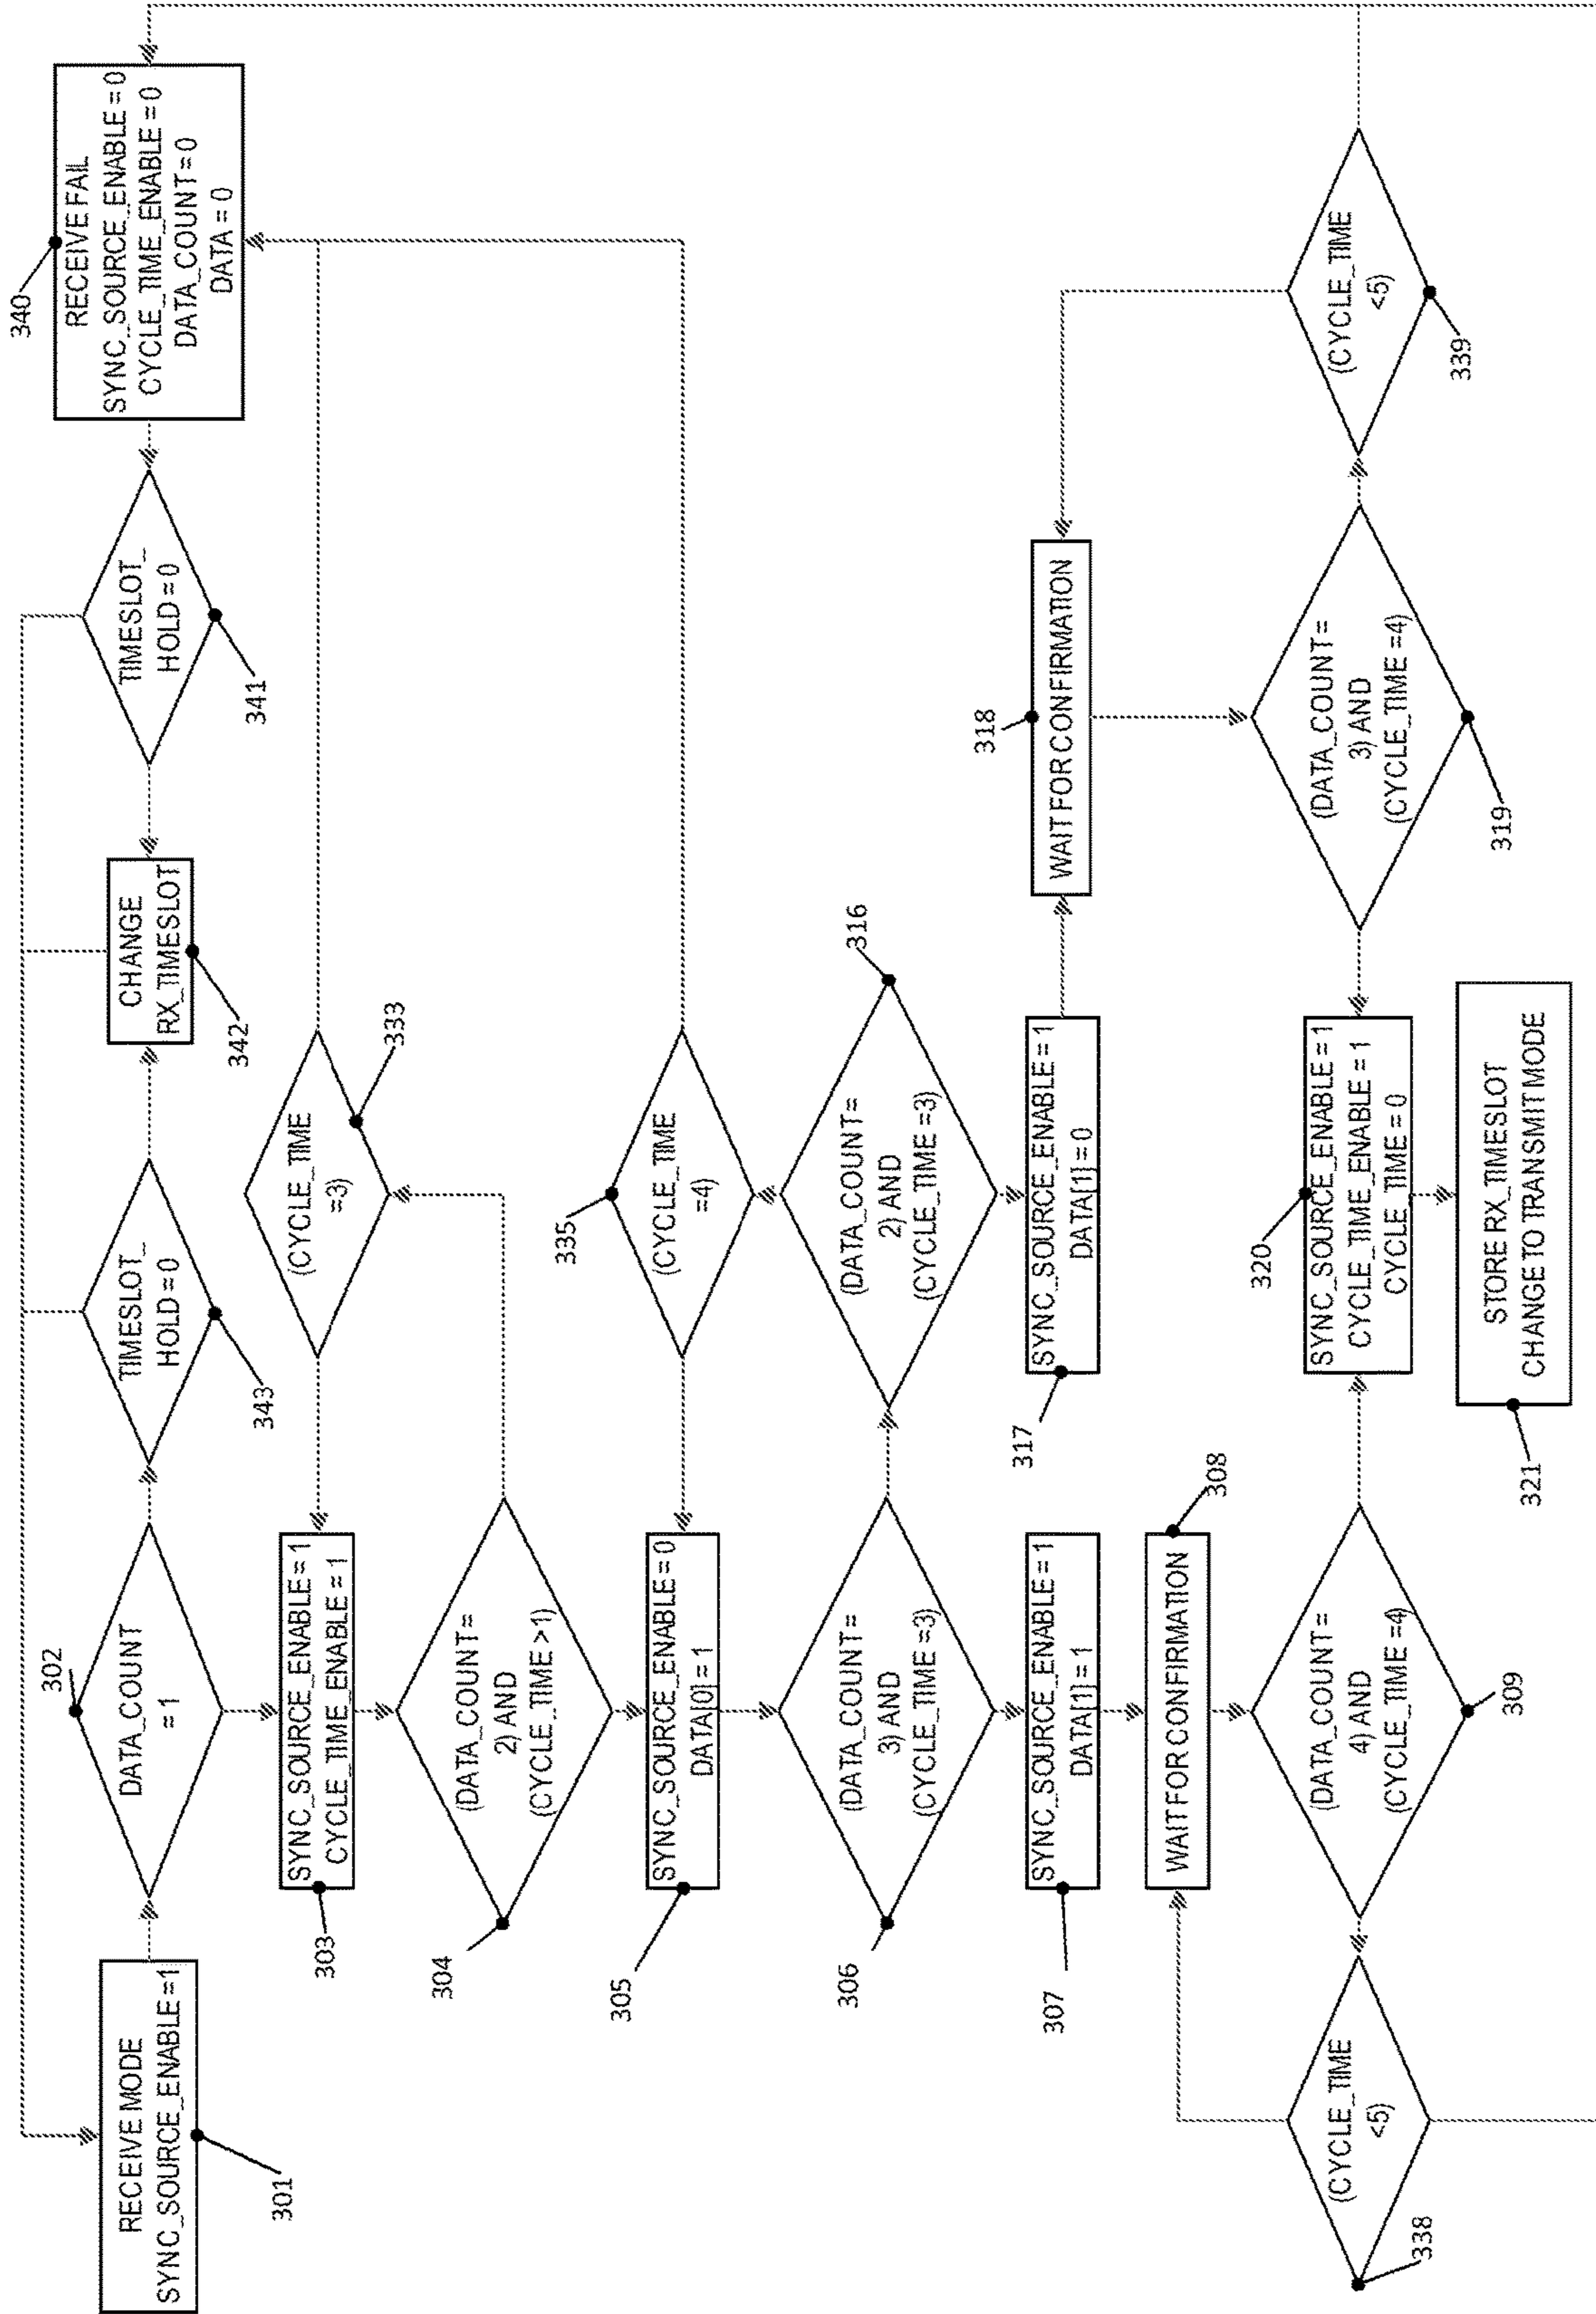 RECEIVE MODE
SYNC_SOURCE_ENABLE =1
301
302
DATA_COUNT
= 1
TIMESLOT_
HOLD = 0
343
CHANGE
RX_TIMESLOT
342
TIMESLOT_
HOLD = 0
341
340
RECEIVE FAIL
SYNC_SOURCE_ENABLE = 0
CYCLE_TIME_ENABLE = 0
DATA_COUNT = 0
DATA = 0
SYNC_SOURCE_ENABLE = 1
CYCLE_TIME_ENABLE = 1
303
(CYCLE_TIME
=3)
333
(DATA_COUNT=
2) AND
(CYCLE_TIME >1)
304
SYNC_SOURCE_ENABLE = 0
DATA[0] = 1
305
335
(CYCLE_TIME
=4)
(DATA_COUNT=
3) AND
(CYCLE_TIME =3)
306
(DATA_COUNT=
2) AND
(CYCLE_TIME =3)
316
SYNC_SOURCE_ENABLE = 1
DATA[1] = 1
307
SYNC_SOURCE_ENABLE = 1
DATA[1] = 0
317
318
WAIT FOR CONFIRMATION
WAIT FOR CONFIRMATION
308
(CYCLE_TIME
<5)
338
(DATA_COUNT=
4) AND
(CYCLE_TIME =4)
309
320
SYNC_SOURCE_ENABLE = 1
CYCLE_TIME_ENABLE = 1
CYCLE_TIME = 0
(DATA_COUNT=
3) AND
(CYCLE_TIME =4)
319
(CYCLE_TIME
<5)
339
STORE RX_TIMESLOT
CHANGE TO TRANSMIT MODE
321